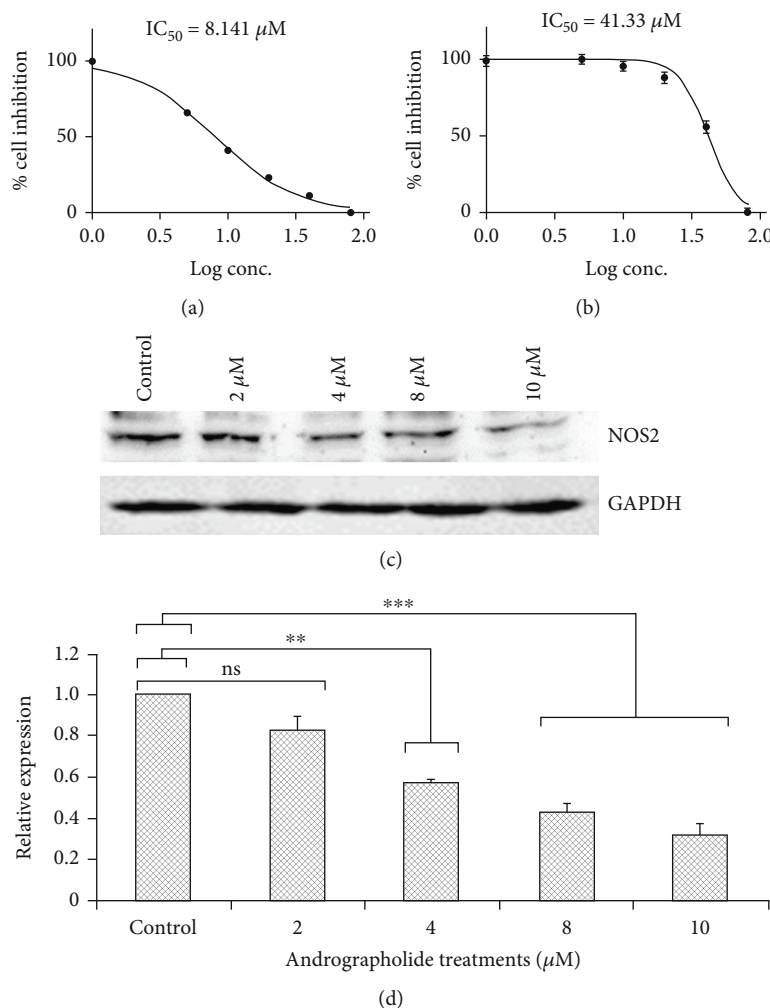 IC50 = 8.141 μM
% cell inhibition
100
50
0
0.0 0.5 1.0 1.5 2.0
Log conc.
(a)
IC50 = 41.33 μM
% cell inhibition
100
50
0
0.0 0.5 1.0 1.5 2.0
Log conc.
(b)
Control 2 μM 4 μM 8 μM 10 μM
NOS2
GAPDH
(c)
***
**
ns
Relative expression
1.2
1.0
0.8
0.6
0.4
0.2
0
Control 2 4 8 10
Andrographolide treatments (μM)
(d)